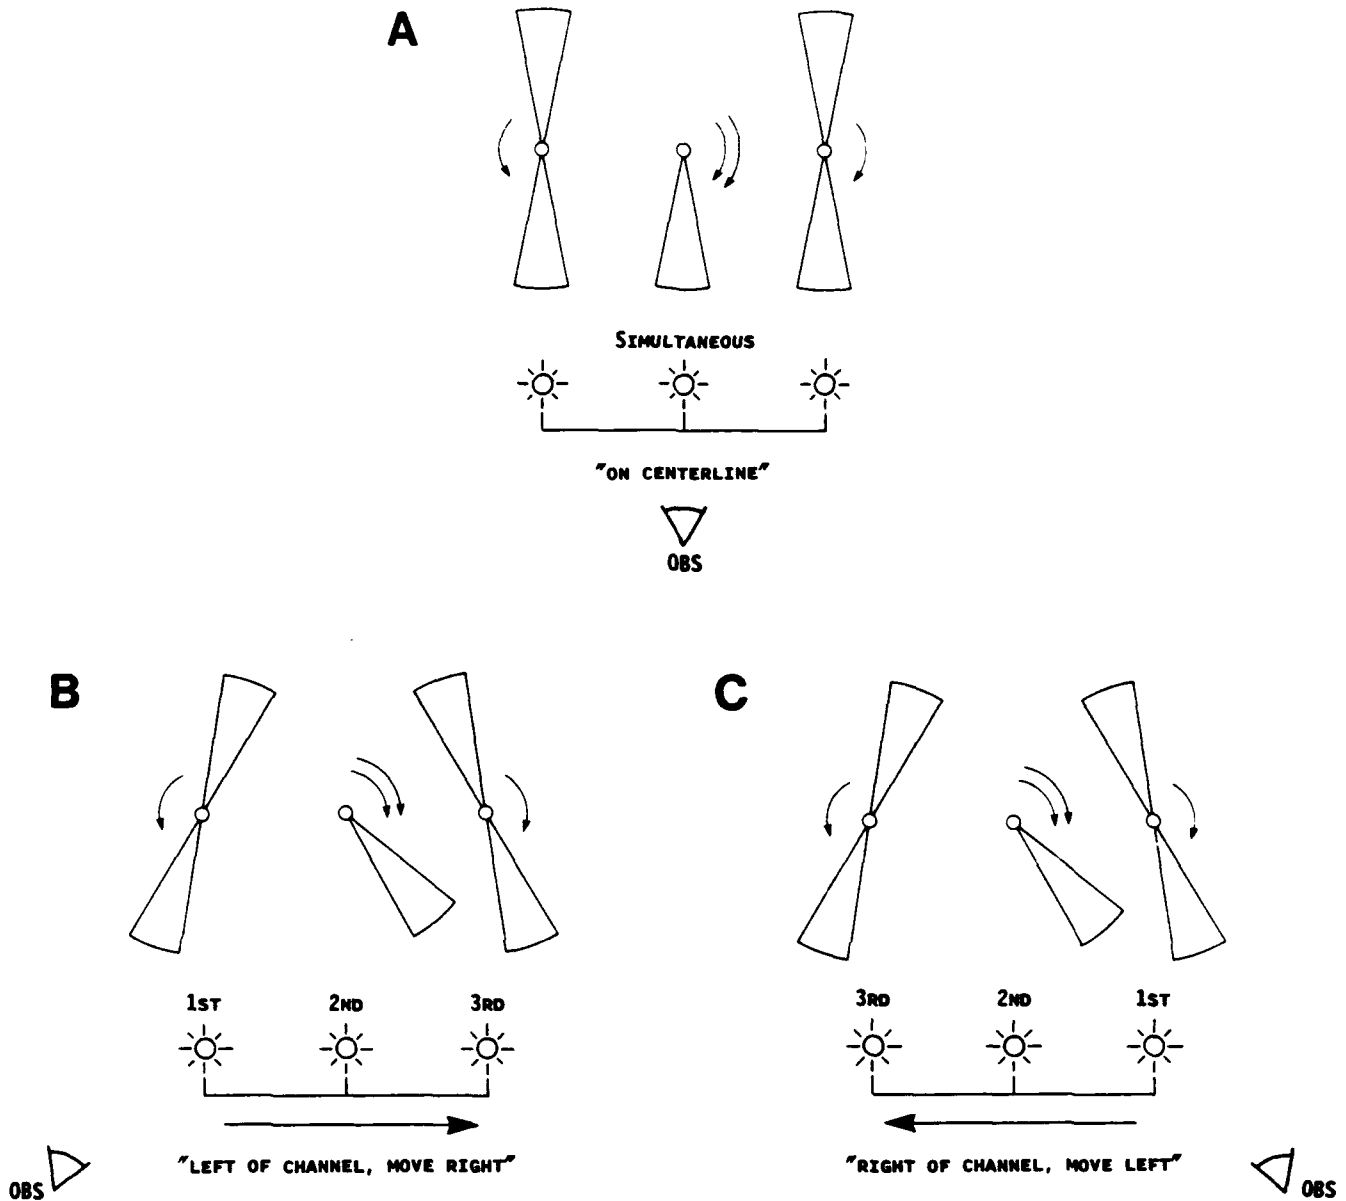 A
SIMULTANEOUS
"ON CENTERLINE"
OBS
B
C
1ST 2ND 3RD
3RD 2ND 1ST
"LEFT OF CHANNEL, MOVE RIGHT"
"RIGHT OF CHANNEL, MOVE LEFT"
OBS
OBS